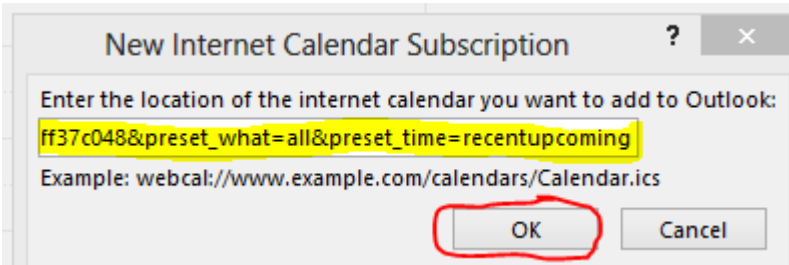 New Internet Calendar Subscription ? ×
Enter the location of the internet calendar you want to add to Outlook:
ff37c048&preset_what=all&preset_time=recentupcoming
Example: webcal://www.example.com/calendars/Calendar.ics
OK Cancel